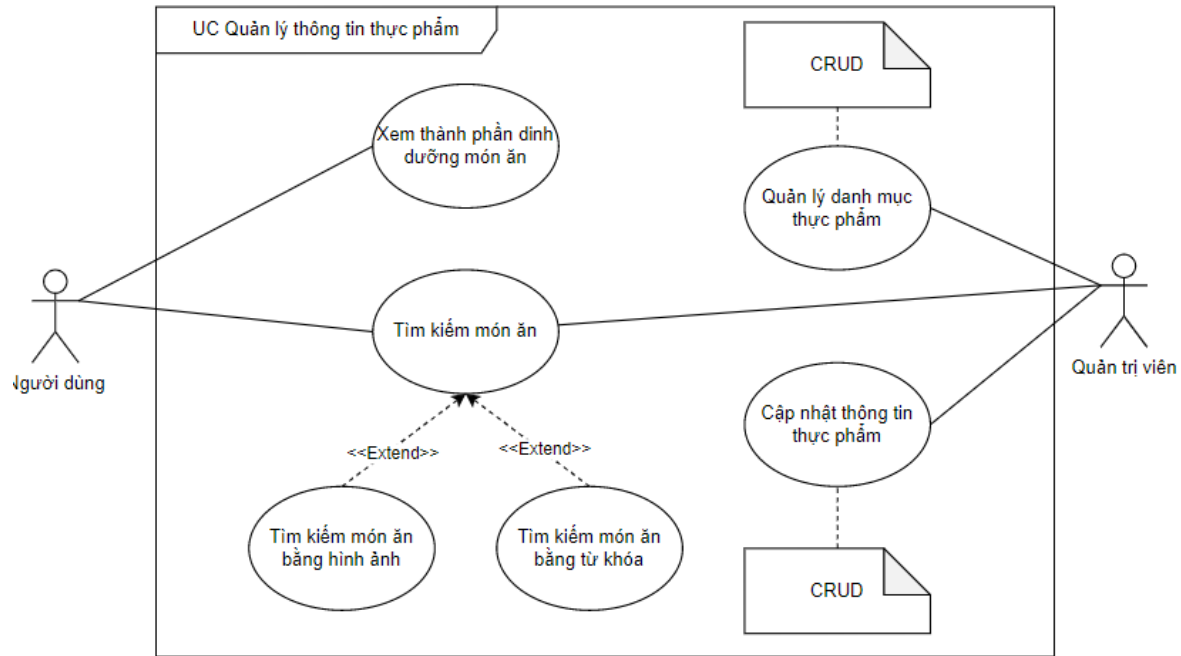 UC Quản lý thông tin thực phẩm
CRUD
Xem thành phần dinh
dưỡng món ăn
Quản lý danh mục
thực phẩm
Tìm kiếm món ăn
Người dùng
Quản trị viên
Cập nhật thông tin
thực phẩm
<<Extend>>
<<Extend>>
Tìm kiếm món ăn
bằng hình ảnh
Tìm kiếm món ăn
bằng từ khóa
CRUD